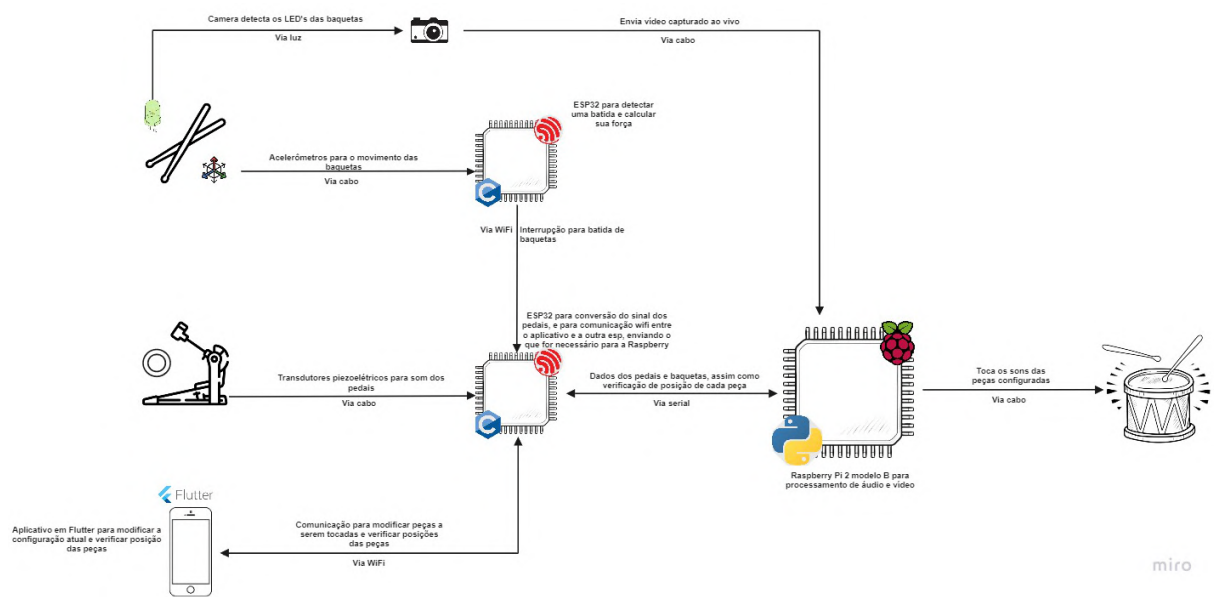 Camera detecta os LED's das baquetas
Via luz
Envia vídeo capturado ao vivo
Via cabo
ESP32 para detectar
uma batida e calcular
sua força
Acelerómetros para o movimento das
baquetas
Via cabo
Via WiFi
Interrupção para batida de
baquetas
ESP32 para conversão do sinal dos
pedais, e para comunicação wifi entre
o aplicativo e a outra esp, enviando o
que for necessário para a Raspberry
Transdutores piezoelétricos para som dos
pedais
Via cabo
Dados dos pedais e baquetas, assim como
verificação de posição de cada peça
Via serial
Toca os sons das
peças configuradas
Via cabo
Raspberry Pi 2 modelo B para
processamento de áudio e vídeo
Flutter
Aplicativo em Flutter para modificar a
configuração atual e verificar posição
das peças
Comunicação para modificar peças a
serem tocadas e verificar posições
das peças
Via WiFi
C
C
miro